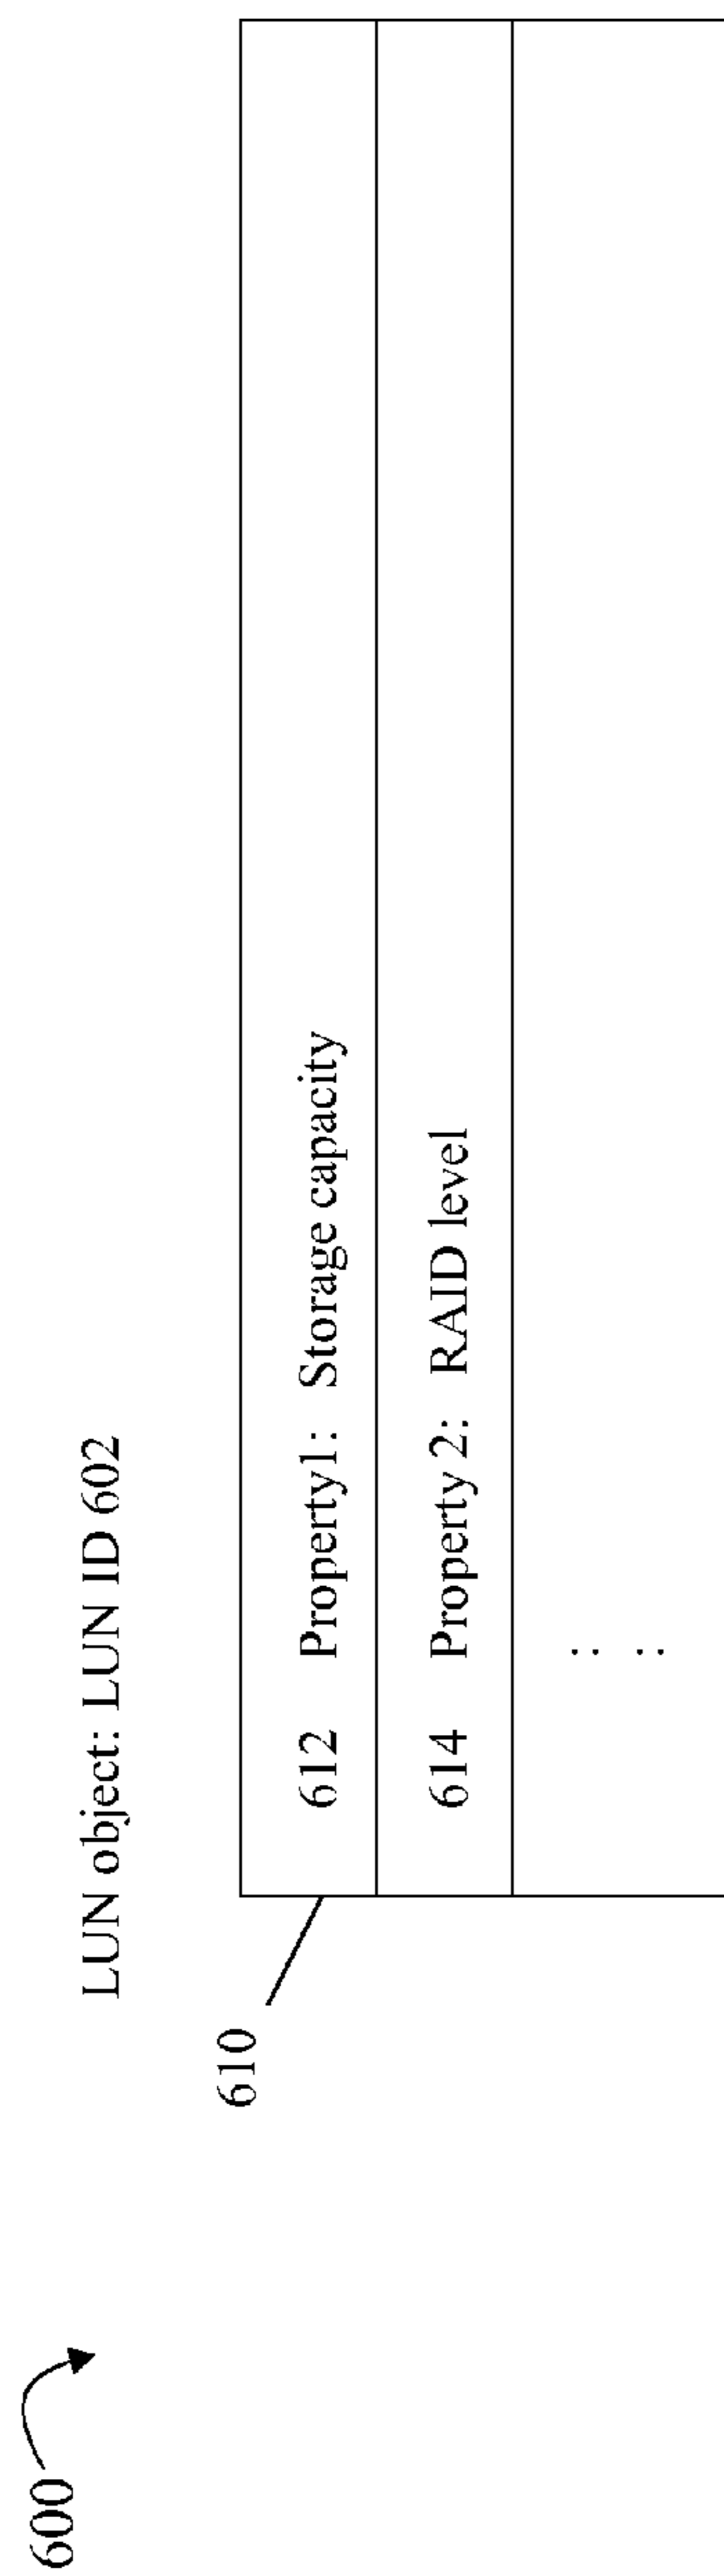 600
LUN object: LUN ID 602
610
612 Property1: Storage capacity
614 Property 2: RAID level
: :